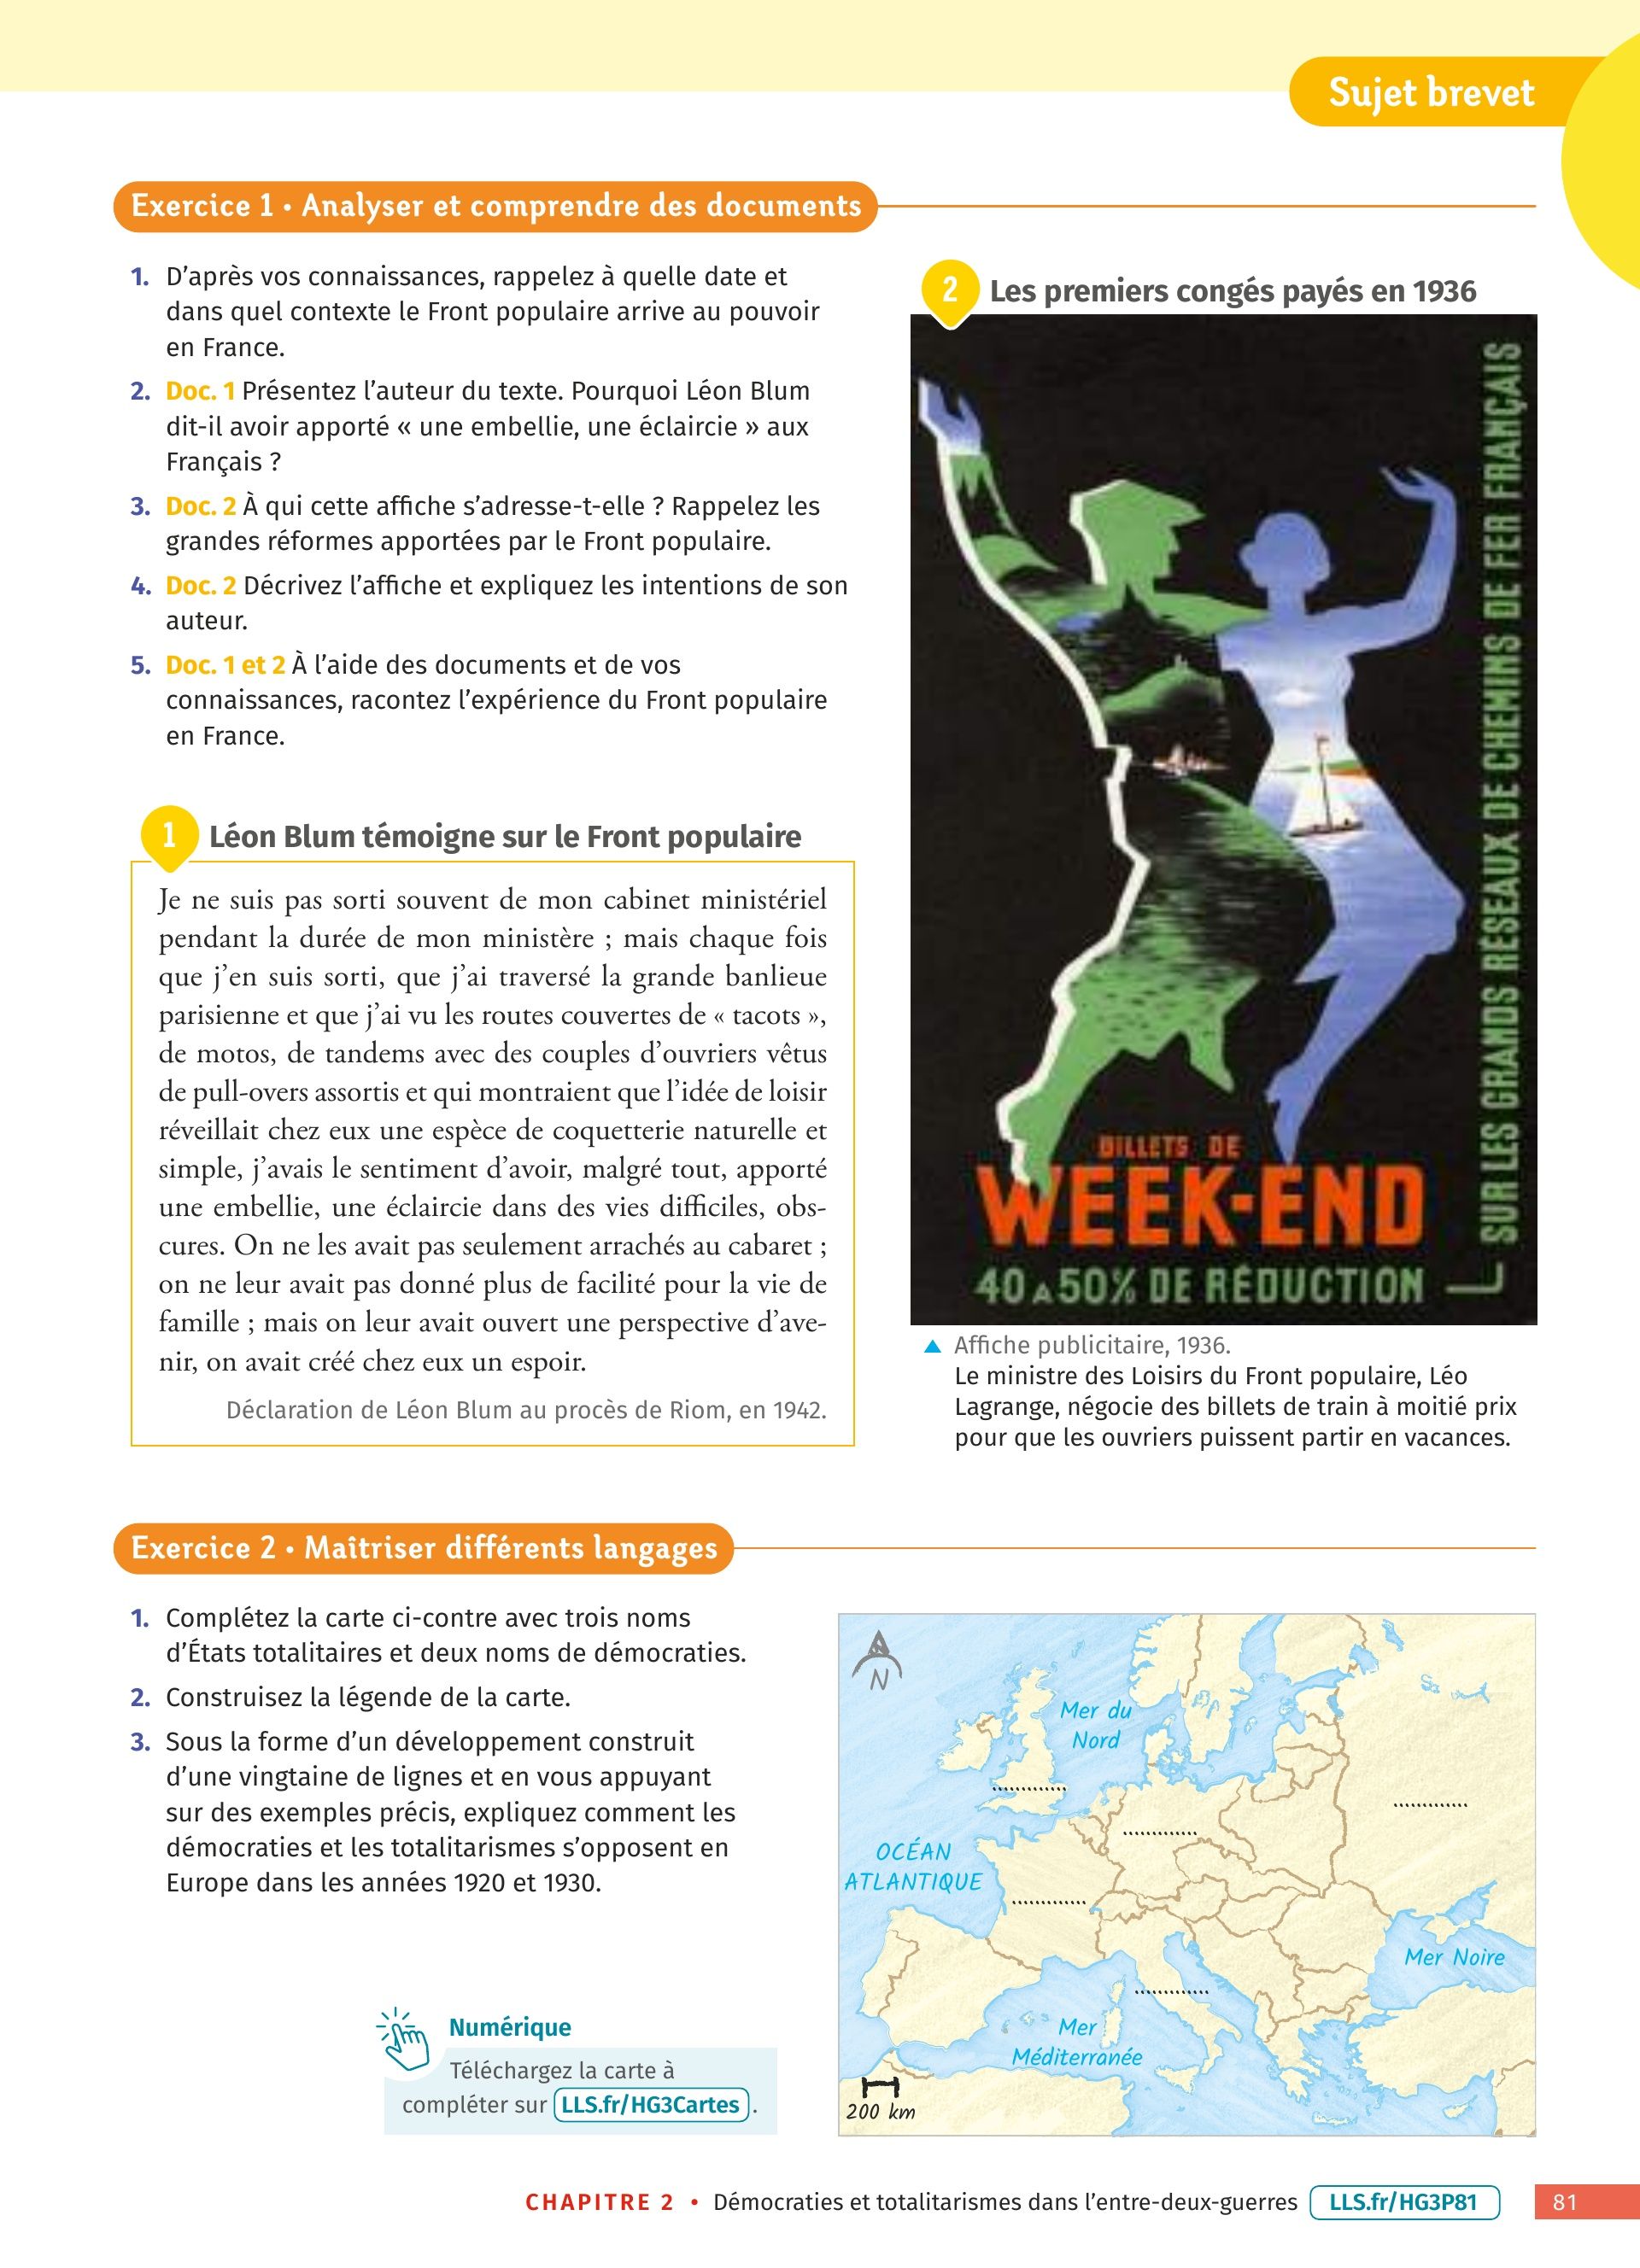 Sujet brevet
Exercice 1 • Analyser et comprendre des documents
1. D'après vos connaissances, rappelez à quelle date et
dans quel contexte le Front populaire arrive au pouvoir
en France.
2. Doc. 1 Présentez l'auteur du texte. Pourquoi Léon Blum
dit-il avoir apporté « une embellie, une éclaircie » aux
Français ?
3. Doc. 2 À qui cette affiche s'adresse-t-elle ? Rappelez les
grandes réformes apportées par le Front populaire.
4. Doc. 2 Décrivez l'affiche et expliquez les intentions de son
auteur.
5. Doc. 1 et 2 À l'aide des documents et de vos
connaissances, racontez l'expérience du Front populaire
en France.
1 Léon Blum témoigne sur le Front populaire
Je ne suis pas sorti souvent de mon cabinet ministériel
pendant la durée de mon ministère ; mais chaque fois
que j'en suis sorti, que j'ai traversé la grande banlieue
parisienne et que j'ai vu les routes couvertes de « tacots »,
de motos, de tandems avec des couples d'ouvriers vêtus
de pull-overs assortis et qui montraient que l'idée de loisir
réveillait chez eux une espèce de coquetterie naturelle et
simple, j'avais le sentiment d'avoir, malgré tout, apporté
une embellie, une éclaircie dans des vies difficiles, obs-
cures. On ne les avait pas seulement arrachés au cabaret ;
on ne leur avait pas donné plus de facilité pour la vie de
famille ; mais on leur avait ouvert une perspective d'ave-
nir, on avait créé chez eux un espoir.
Déclaration de Léon Blum au procès de Riom, en 1942.
2 Les premiers congés payés en 1936
BILLETS DE
WEEK-END
40 A 50% DE RÉDUCTION
SUR LES GRANDS RÉSEAUX DE CHEMINS DE FER FRANÇAIS
▲ Affiche publicitaire, 1936.
Le ministre des Loisirs du Front populaire, Léo
Lagrange, négocie des billets de train à moitié prix
pour que les ouvriers puissent partir en vacances.
Exercice 2 • Maîtriser différents langages
1. Complétez la carte ci-contre avec trois noms
d'États totalitaires et deux noms de démocraties.
2. Construisez la légende de la carte.
3. Sous la forme d'un développement construit
d'une vingtaine de lignes et en vous appuyant
sur des exemples précis, expliquez comment les
démocraties et les totalitarismes s'opposent en
Europe dans les années 1920 et 1930.
Numérique
Téléchargez la carte à
compléter sur LLS.fr/HG3Cartes .
N
Mer du
Nord
.............
.............
.............
OCÉAN
ATLANTIQUE
.............
Mer Noire
.............
Mer
Méditerranée
200 km
CHAPITRE 2 • Démocraties et totalitarismes dans l'entre-deux-guerres LLS.fr/HG3P81 81